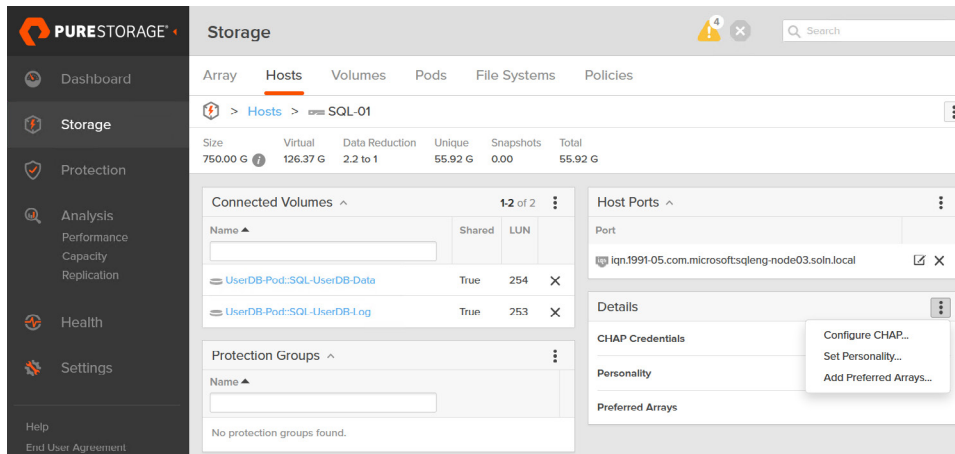 PURESTORAGE®
Dashboard
Storage
Protection
Analysis
Performance
Capacity
Replication
Health
Settings
Help
End User Agreement
Storage
4
Search
Array Hosts Volumes Pods File Systems Policies
> Hosts > SQL-01
Size Virtual Data Reduction Unique Snapshots Total
750.00 G 126.37 G 2.2 to 1 55.92 G 0.00 55.92 G
Connected Volumes 1-2 of 2
Name Shared LUN
UserDB-Pod::SQL-UserDB-Data True 254
UserDB-Pod::SQL-UserDB-Log True 253
Protection Groups
Name
No protection groups found.
Host Ports
Port
iqn iqn.1991-05.com.microsoft:sqleng-node03.soln.local
Details
CHAP Credentials
Personality
Preferred Arrays
Configure CHAP...
Set Personality...
Add Preferred Arrays...